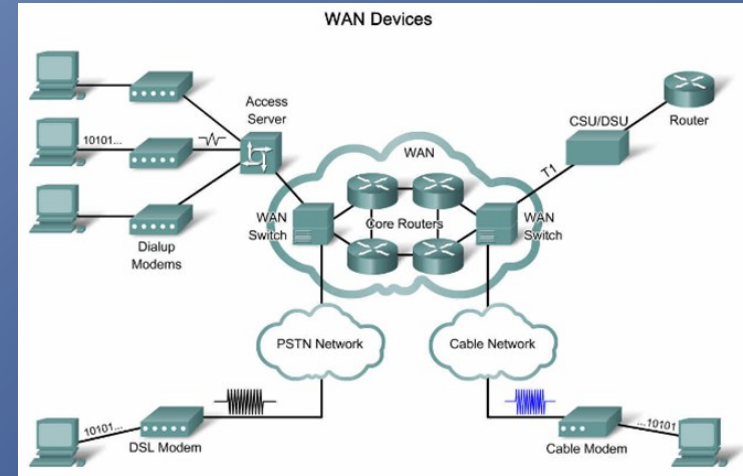 WAN Devices
Access
Server
CSU/DSU
Router
10101...
WAN
T1
WAN
Switch
Core Routers
WAN
Switch
Dialup
Modems
PSTN Network
Cable Network
10101...
DSL Modem
...10101
Cable Modem